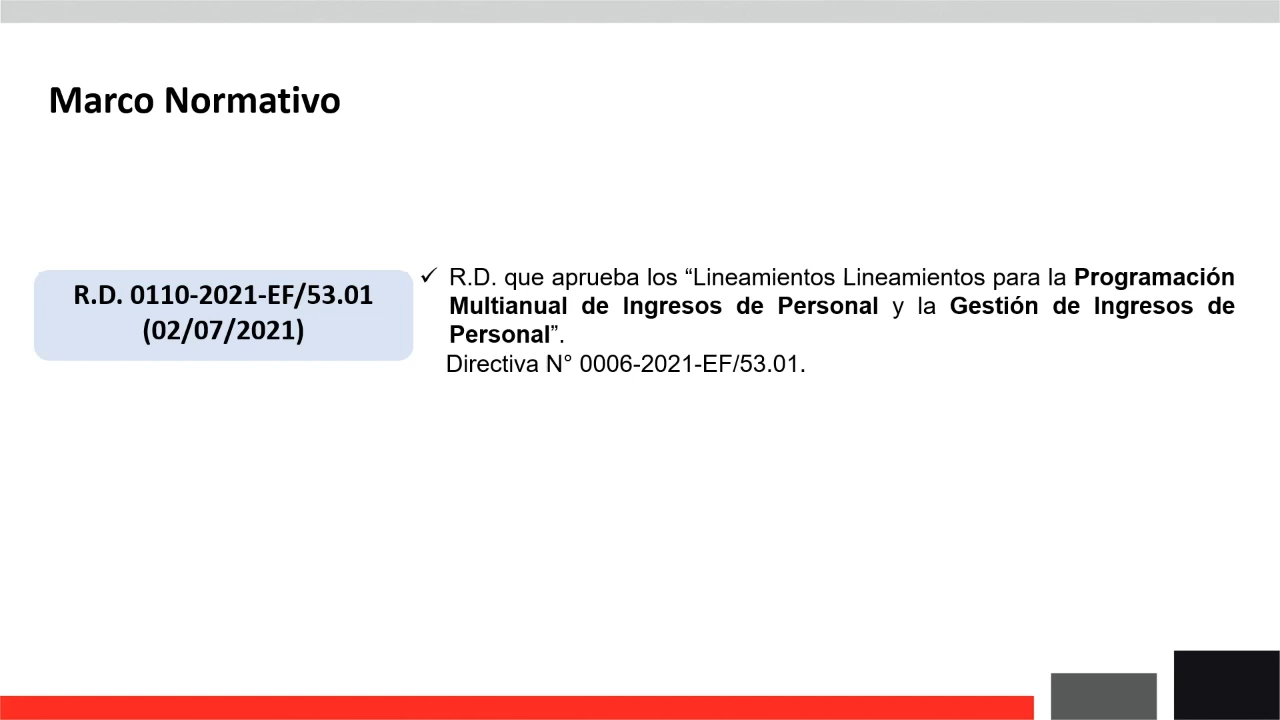 Marco Normativo
R.D. 0110-2021-EF/53.01
(02/07/2021)
✓ R.D. que aprueba los “Lineamientos Lineamientos para la Programación
Multianual de Ingresos de Personal y la Gestión de Ingresos de
Personal”.
Directiva N° 0006-2021-EF/53.01.